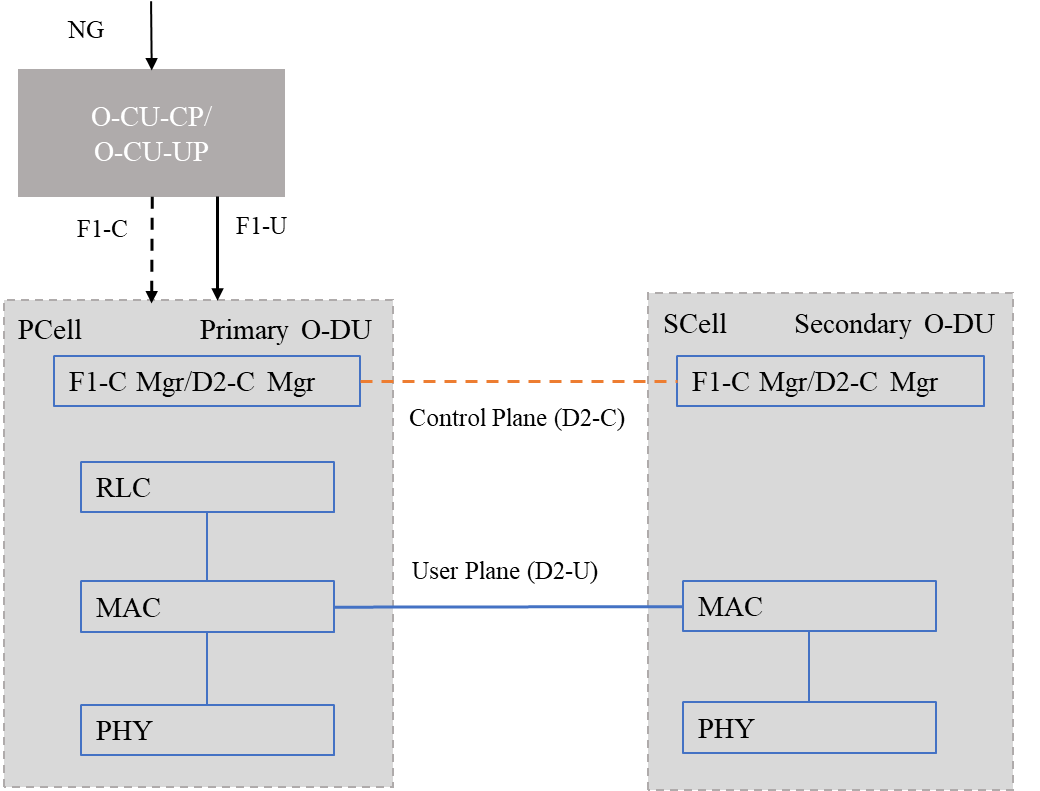 NG
O-CU-CP/
O-CU-UP
F1-C
F1-U
PCell
Primary O-DU
SCell
Secondary O-DU
F1-C Mgr/D2-C Mgr
F1-C Mgr/D2-C Mgr
Control Plane (D2-C)
RLC
User Plane (D2-U)
MAC
MAC
PHY
PHY